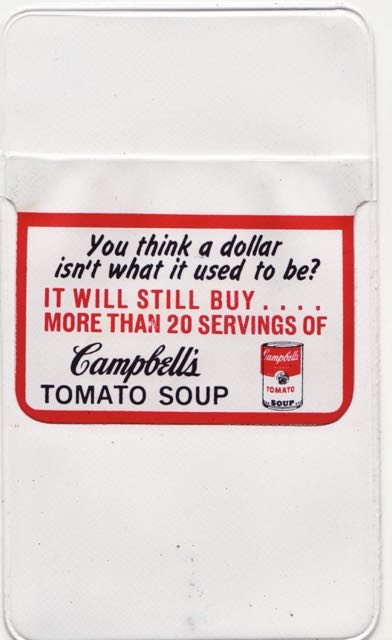 You think a dollar
isn't what it used to be?
IT WILL STILL BUY....
MORE THAN 20 SERVINGS OF
Campbell's
TOMATO SOUP
Campbell's
TOMATO
SOUP